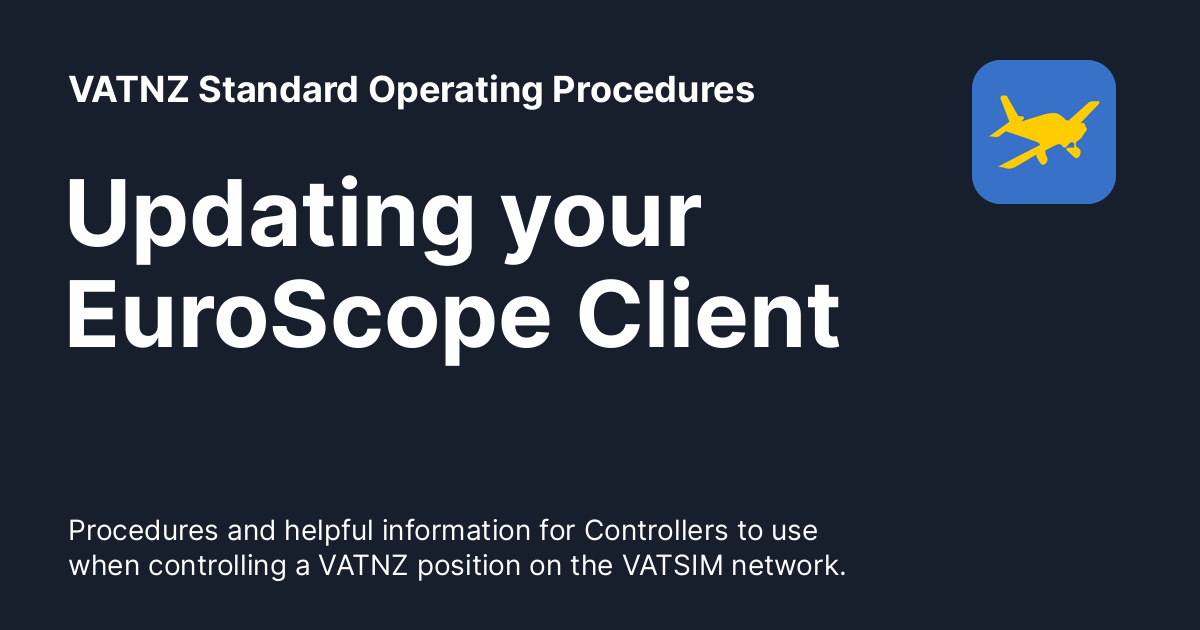 VATNZ Standard Operating Procedures
Updating your
EuroScope Client
Procedures and helpful information for Controllers to use
when controlling a VATNZ position on the VATSIM network.